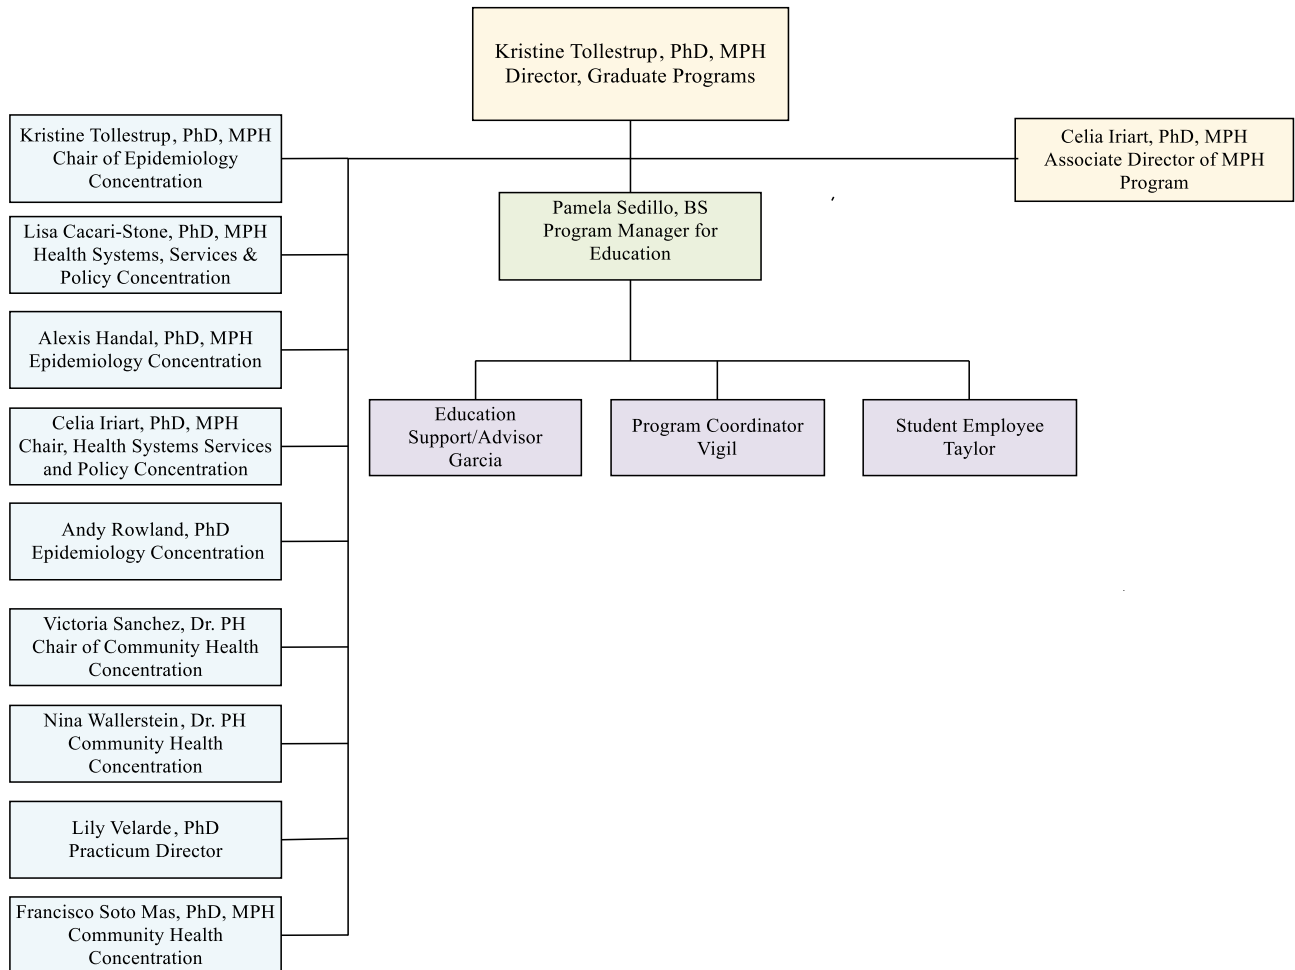 Kristine Tollestrup, PhD, MPH
Director, Graduate Programs
Kristine Tollestrup, PhD, MPH
Chair of Epidemiology
Concentration
Celia Iriart, PhD, MPH
Associate Director of MPH
Program
Pamela Sedillo, BS
Program Manager for
Education
Lisa Cacari-Stone, PhD, MPH
Health Systems, Services &
Policy Concentration
Alexis Handal, PhD, MPH
Epidemiology Concentration
Celia Iriart, PhD, MPH
Chair, Health Systems Services
and Policy Concentration
Education
Support/Advisor
Garcia
Program Coordinator
Vigil
Student Employee
Taylor
Andy Rowland, PhD
Epidemiology Concentration
Victoria Sanchez, Dr. PH
Chair of Community Health
Concentration
Nina Wallerstein, Dr. PH
Community Health
Concentration
Lily Velarde, PhD
Practicum Director
Francisco Soto Mas, PhD, MPH
Community Health
Concentration